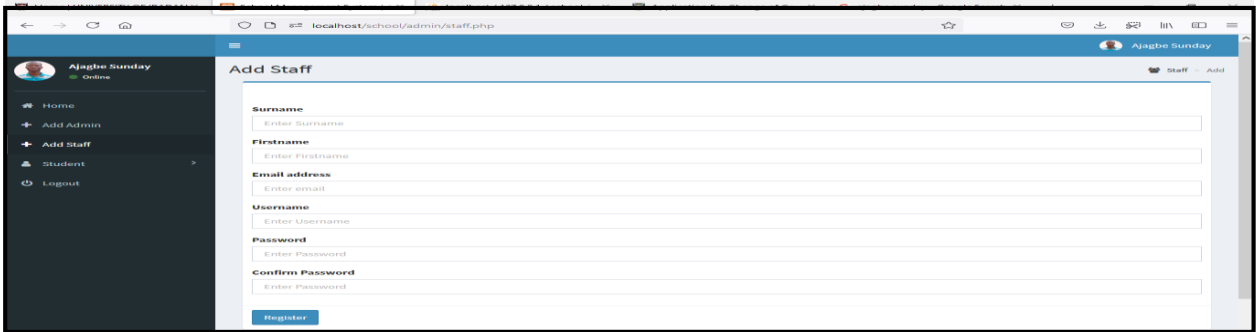 localhost/school/admin/staff.php
Ajagbe Sunday
Ajagbe Sunday
Online
Add Staff
Staff - Add
Home
Add Admin
Add Staff
Student
Logout
Surname
Enter Surname
Firstname
Enter Firstname
Email address
Enter email
Username
Enter Username
Password
Enter Password
Confirm Password
Enter Password
Register